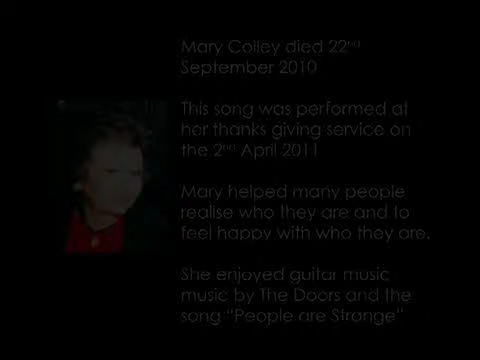 Mary Coiley died 22nd
September 2010
This song was performed at
her thanks giving service on
the 2nd April 2011
Mary helped many people
realise who they are and to
feel happy with who they are.
She enjoyed guitar music
music by The Doors and the
song “People are Strange”